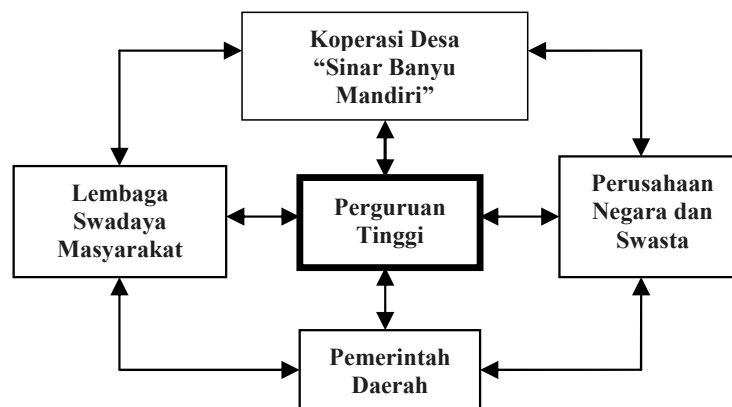 Koperasi Desa
“Sinar Banyu
Mandiri”
Lembaga
Swadaya
Masyarakat
Perguruan
Tinggi
Perusahaan
Negara dan
Swasta
Pemerintah
Daerah